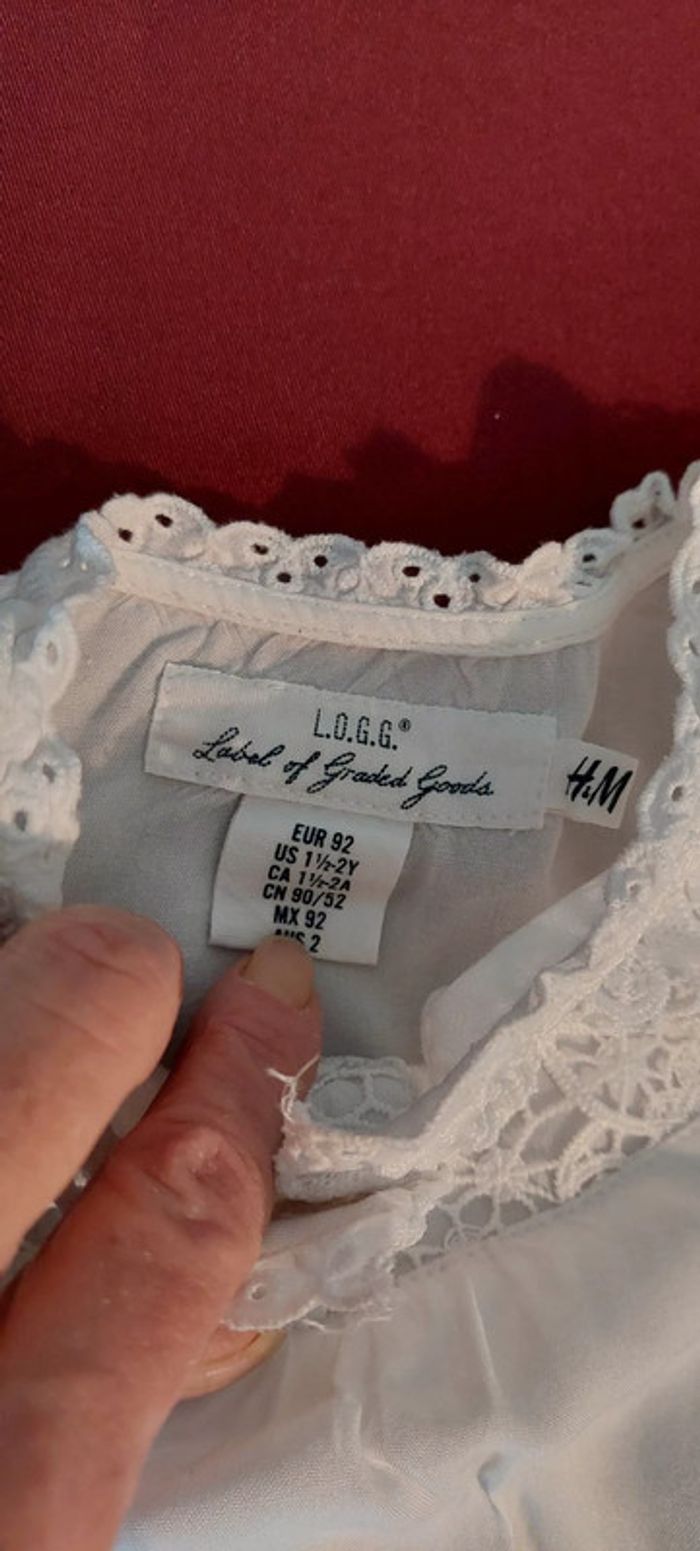 L.O.G.G.®
Label of Graded Goods
H&M
EUR 92
US 1½-2Y
CA 1½-2A
CN 90/52
MX 92
AUS 2